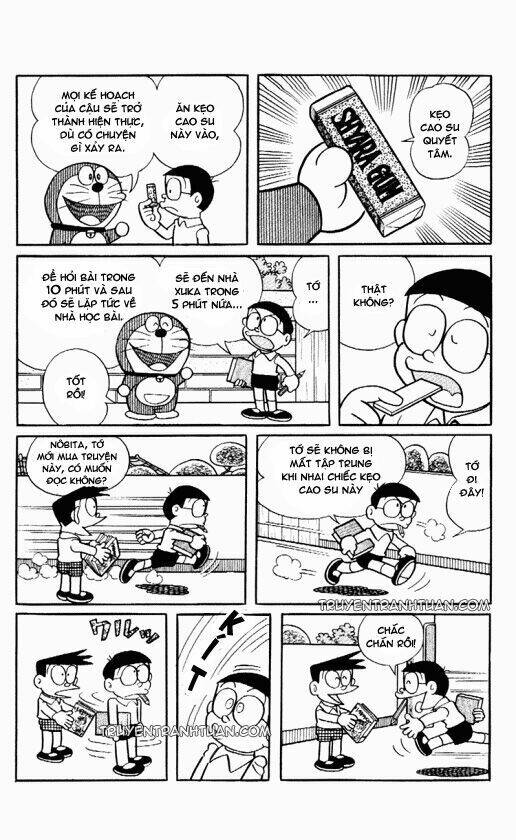 KẸO
CAO SU
QUYẾT
TÂM.
SIYARA GUM
ĂN KẸO
CAO SU
NÀY VÀO,
MỌI KẾ HOẠCH
CỦA CẬU SẼ TRỞ
THÀNH HIỆN THỰC,
DÙ CÓ CHUYỆN
GÌ XẢY RA.
THẬT
KHÔNG?
TỚ
...
SẼ ĐẾN NHÀ
XUKA TRONG
5 PHÚT NỮA...
ĐỂ HỎI BÀI TRONG
10 PHÚT VÀ SAU
ĐÓ SẼ LẬP TỨC VỀ
NHÀ HỌC BÀI.
TỐT
RỒI!
TỚ
ĐI
ĐÂY!
TỚ SẼ KHÔNG BỊ
MẤT TẬP TRUNG
KHI NHAI CHIẾC KẸO
CAO SU NÀY
TRUYENTRANHTUAN.COM
NÔBITA, TỚ
MỚI MUA TRUYỆN
NÀY, CÓ MUỐN
ĐỌC KHÔNG?
CHẮC
CHẮN RỒI!
KÍT
TRUYENTRANHTUAN.COM